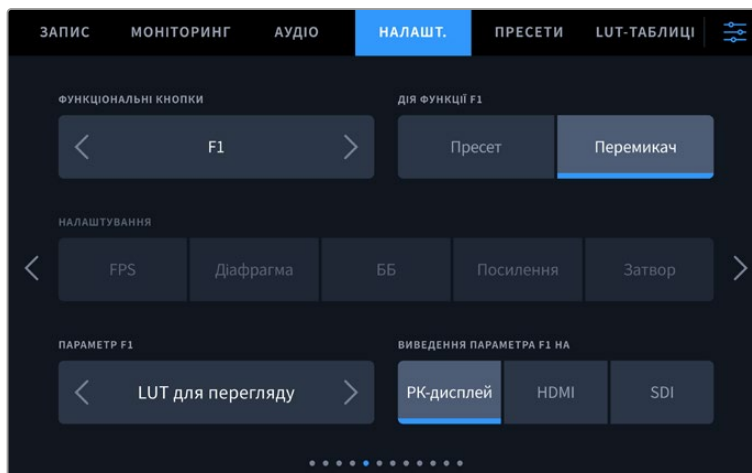 ЗАПИС МОНІТОРИНГ АУДІО НАЛАШТ. ПРЕСЕТИ LUT-ТАБЛИЦІ
ФУНКЦІОНАЛЬНІ КНОПКИ ДІЯ ФУНКЦІЇ F1
F1 Пресет Перемикач
НАЛАШТУВАННЯ
FPS Діафрагма ББ Посилення Затвор
ПАРАМЕТР F1 ВИВЕДЕННЯ ПАРАМЕТРА F1 НА
LUT для перегляду РК-дисплей HDMI SDI